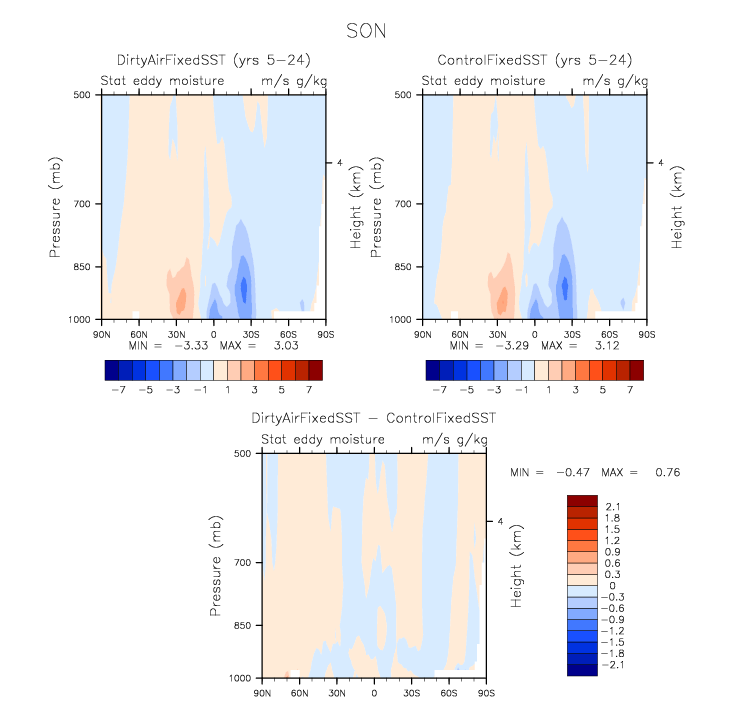 SON
DirtyAirFixedSST (yrs 5−24)
Stat eddy moisture m/s g/kg
500
700
850
1000
Pressure (mb)
4
Height (km)
90N 60N 30N 0 30S 60S 90S
MIN = −3.33 MAX = 3.03
−7 −5 −3 −1 1 3 5 7
ControlFixedSST (yrs 5−24)
Stat eddy moisture m/s g/kg
500
700
850
1000
Pressure (mb)
4
Height (km)
90N 60N 30N 0 30S 60S 90S
MIN = −3.29 MAX = 3.12
−7 −5 −3 −1 1 3 5 7
DirtyAirFixedSST − ControlFixedSST
Stat eddy moisture m/s g/kg
500
700
850
1000
Pressure (mb)
4
Height (km)
90N 60N 30N 0 30S 60S 90S
MIN = −0.47 MAX = 0.76
2.1
1.8
1.5
1.2
0.9
0.6
0.3
0
−0.3
−0.6
−0.9
−1.2
−1.5
−1.8
−2.1